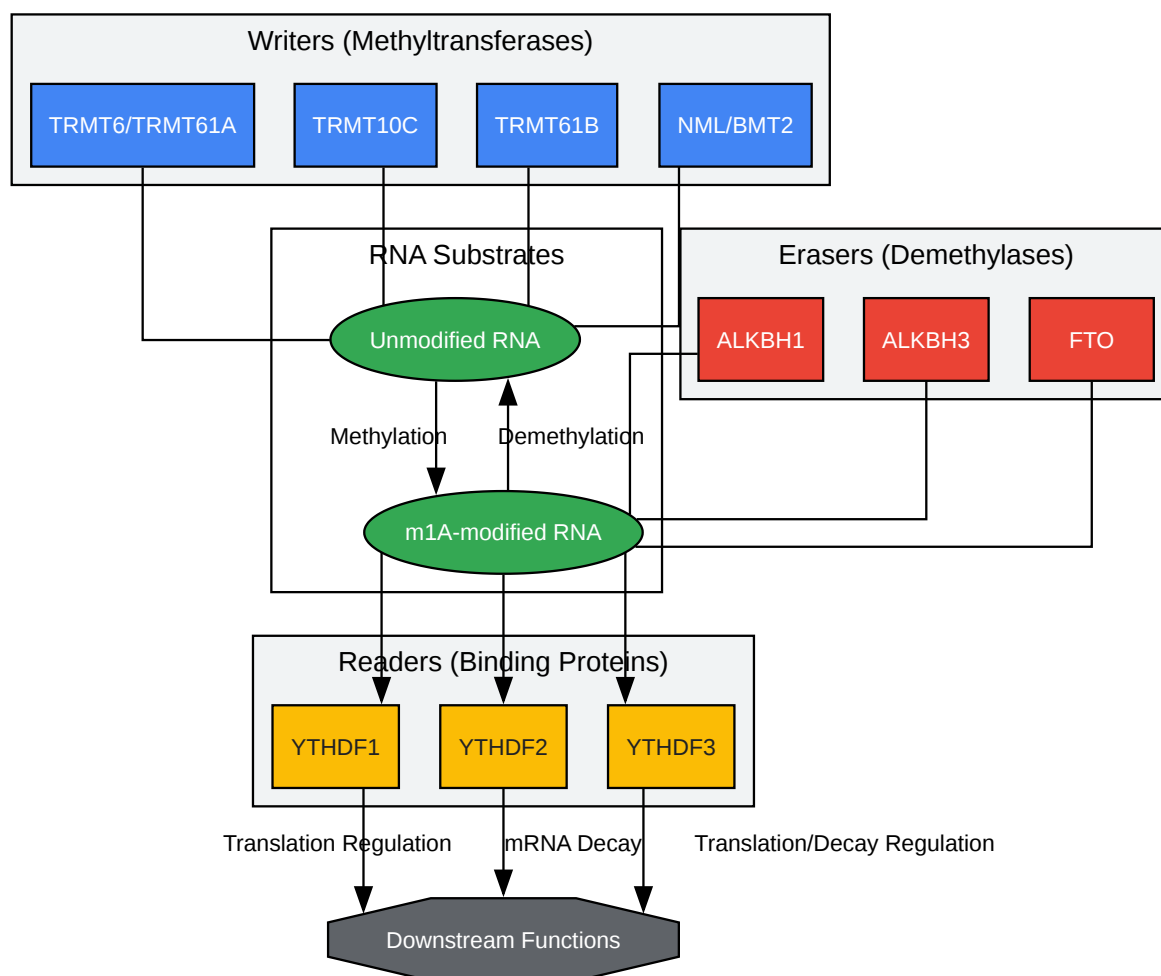 Writers (Methyltransferases)
TRMT6/TRMT61A
TRMT10C
TRMT61B
NML/BMT2
RNA Substrates
Erasers (Demethylases)
Unmodified RNA
ALKBH1
ALKBH3
FTO
Methylation
Demethylation
m1A-modified RNA
Readers (Binding Proteins)
YTHDF1
YTHDF2
YTHDF3
Translation Regulation
mRNA Decay
Translation/Decay Regulation
Downstream Functions